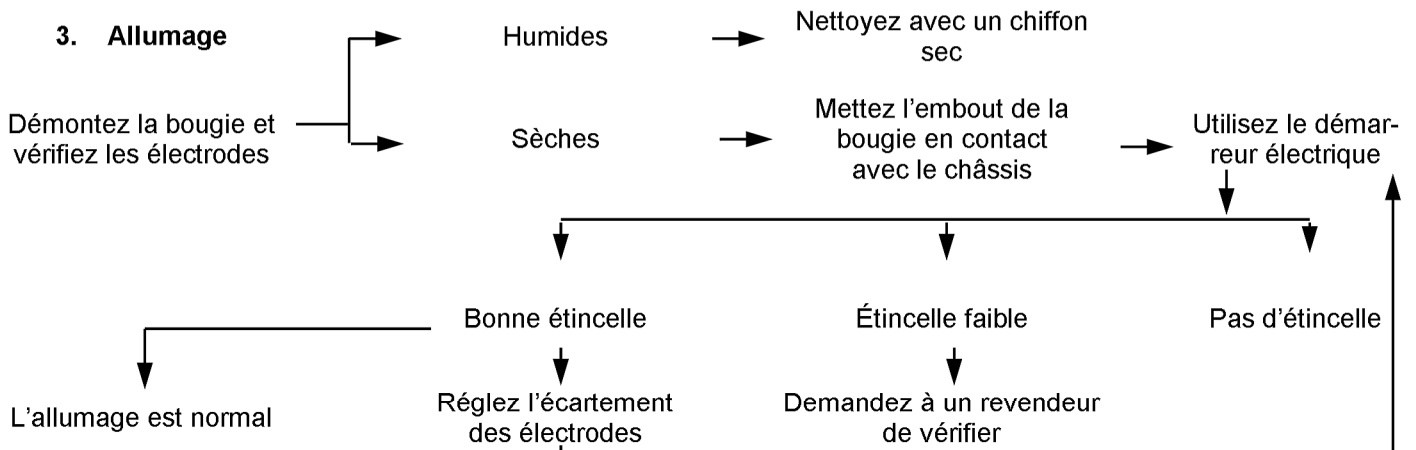 3. Allumage
Humides
Nettoyez avec un chiffon
sec
Démontez la bougie et
vérifiez les électrodes
Sèches
Mettez l’embout de la
bougie en contact
avec le châssis
Utilisez le démar-
reur électrique
Bonne étincelle
Étincelle faible
Pas d’étincelle
L’allumage est normal
Réglez l’écartement
des électrodes
Demandez à un revendeur
de vérifier